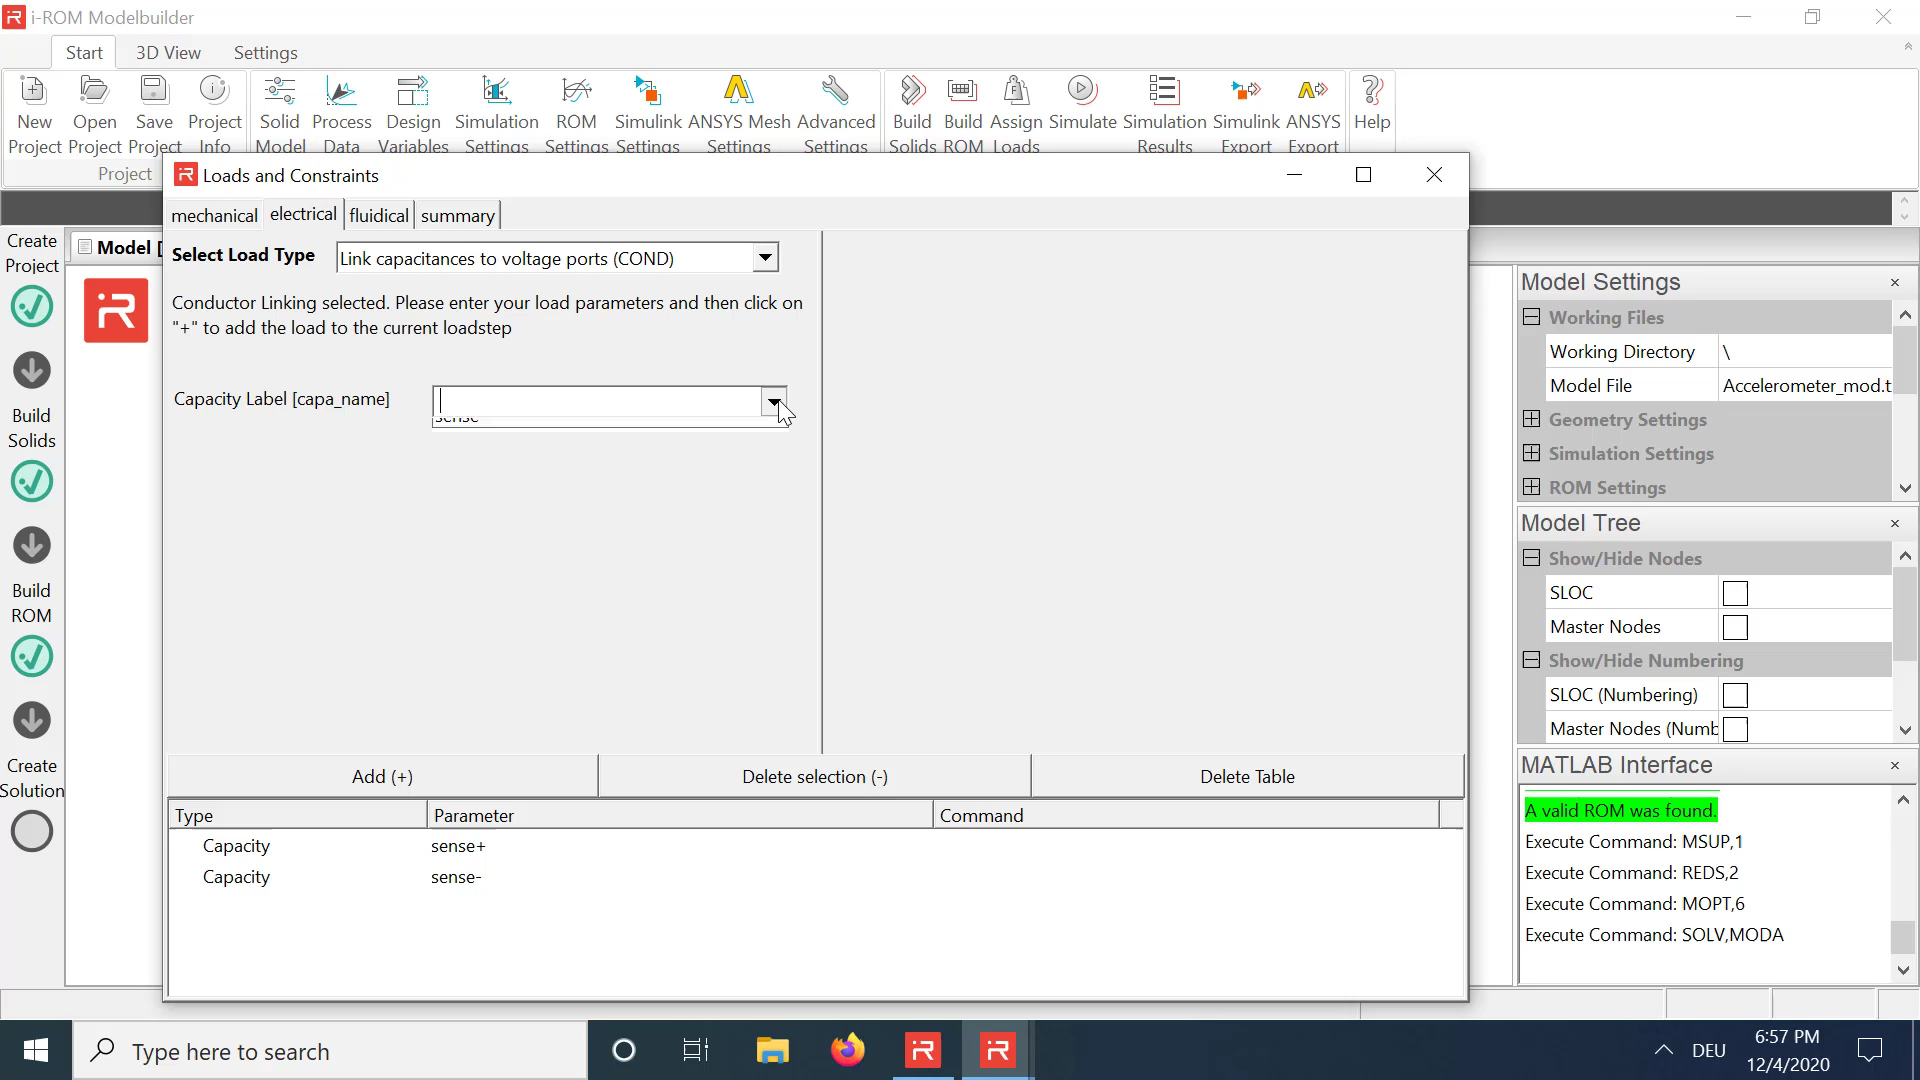 i-ROM Modelbuilder
Start 3D View Settings
New Project
Open Project
Save Project
Project Info
Solid Model
Process Data
Design Variables
Simulation Settings
ROM Settings
Simulink Settings
ANSYS Mesh Settings
Advanced Settings
Build Solids
Build ROM
Assign Loads
Simulate
Simulation Results
Simulink Export
ANSYS Export
Help
Project
Loads and Constraints
mechanical electrical fluidical summary
Select Load Type Link capacitances to voltage ports (COND)
Conductor Linking selected. Please enter your load parameters and then click on
"+" to add the load to the current loadstep
Capacity Label [capa_name]
sense
Add (+) Delete selection (-) Delete Table
Type Parameter Command
Capacity sense+
Capacity sense-
Create
Project
Build
Solids
Build
ROM
Create
Solution
Model [
Model Settings
Working Files
Working Directory \
Model File Accelerometer_mod.t
Geometry Settings
Simulation Settings
ROM Settings
Model Tree
Show/Hide Nodes
SLOC
Master Nodes
Show/Hide Numbering
SLOC (Numbering)
Master Nodes (Numb
MATLAB Interface
A valid ROM was found.
Execute Command: MSUP,1
Execute Command: REDS,2
Execute Command: MOPT,6
Execute Command: SOLV,MODA
Type here to search
DEU
6:57 PM
12/4/2020